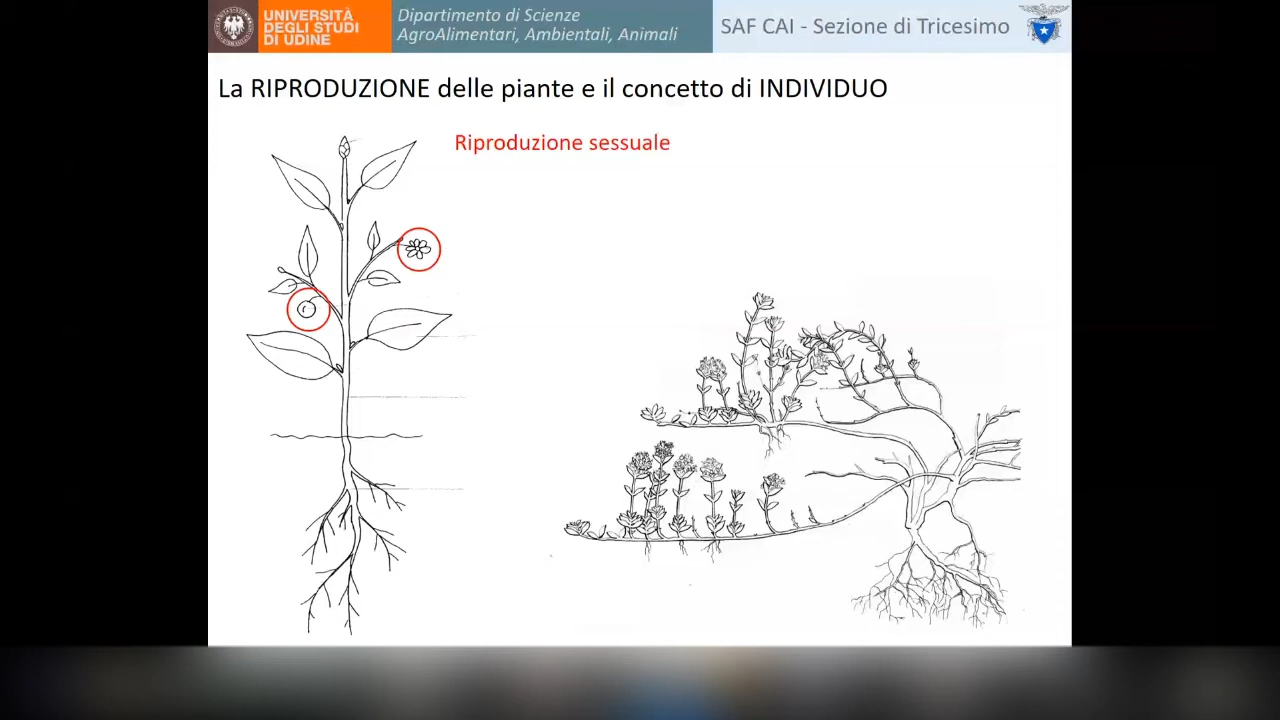 UNIVERSITÀ
DEGLI STUDI
DI UDINE
Dipartimento di Scienze
AgroAlimentari, Ambientali, Animali
SAF CAI - Sezione di Tricesimo
La RIPRODUZIONE delle piante e il concetto di INDIVIDUO
Riproduzione sessuale